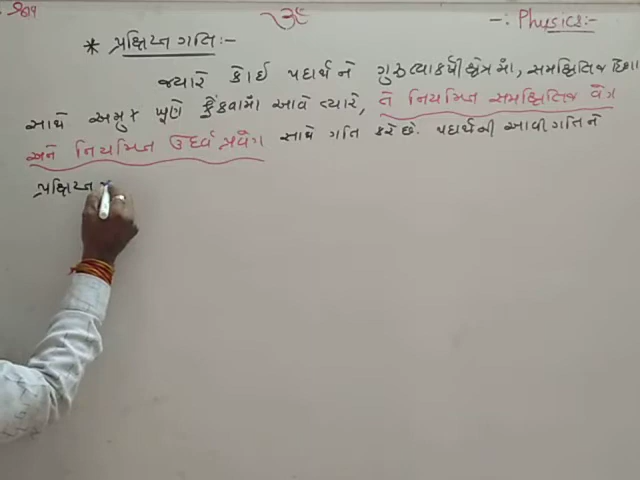 ૐ -: Physics:-
* પ્રક્ષિપ્ત ગતિ:-
જ્યારે કોઈ પદાર્થને ગુરુત્વાકર્ષી ક્ષેત્રમાં, સમક્ષિતિજ દિશા
સાથે અમુક ખૂણે ફેંકવામાં આવે ત્યારે, તે નિયમિત સમક્ષિતિજ વેગ
અને નિયમિત ઉર્ધ્વ પ્રવેગ સાથે ગતિ કરે છે. પદાર્થની આવી ગતિને
પ્રક્ષિપ્ત